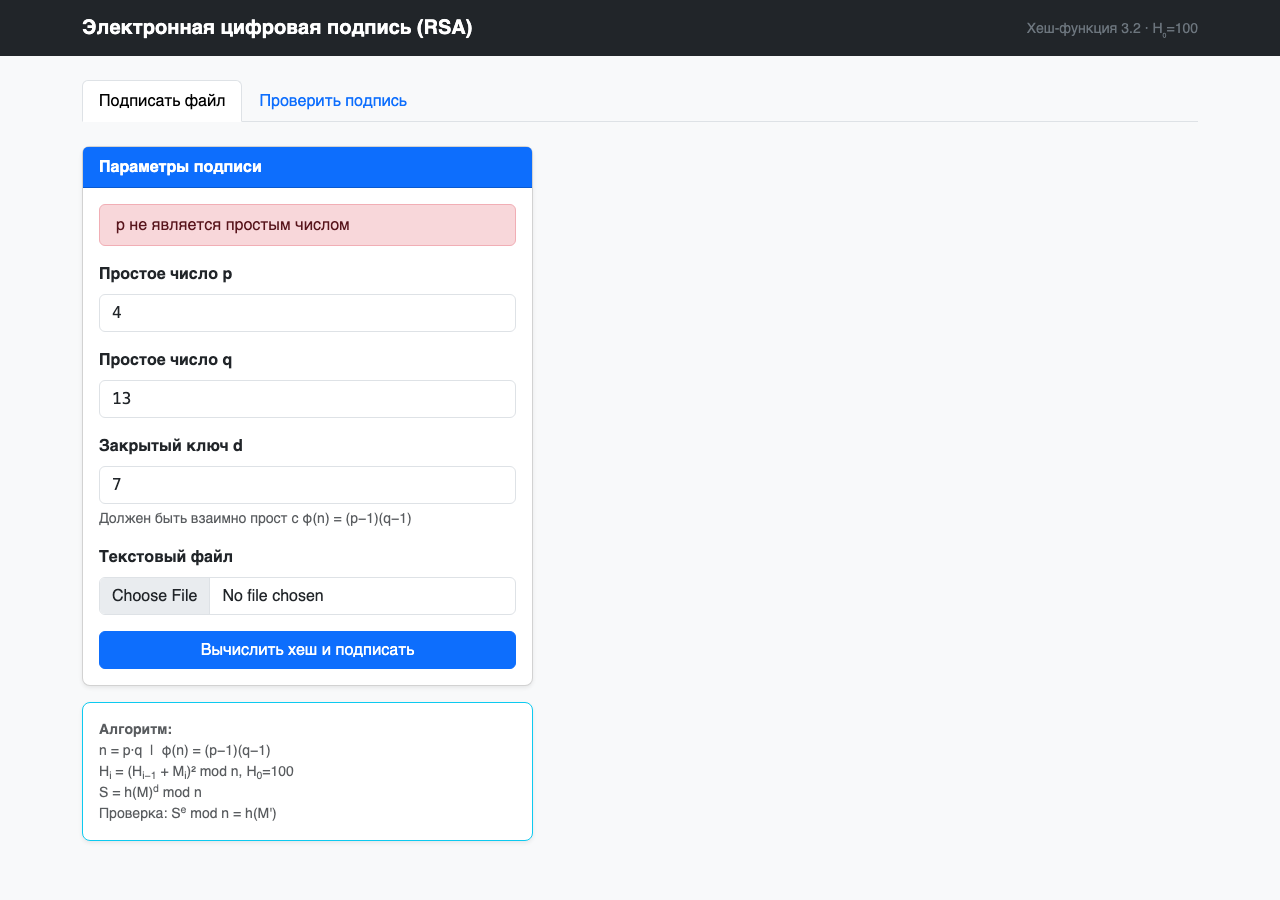 Электронная цифровая подпись (RSA)
Хеш-функция 3.2 · H₀=100
Подписать файл
Проверить подпись
Параметры подписи
p не является простым числом
Простое число p
4
Простое число q
13
Закрытый ключ d
7
Должен быть взаимно прост с φ(n) = (p−1)(q−1)
Текстовый файл
Choose File No file chosen
Вычислить хеш и подписать
Алгоритм:
n = p·q | φ(n) = (p−1)(q−1)
Hᵢ = (Hᵢ₋₁ + Mᵢ)² mod n, H₀=100
S = h(M)ᵈ mod n
Проверка: Sᵉ mod n = h(M')